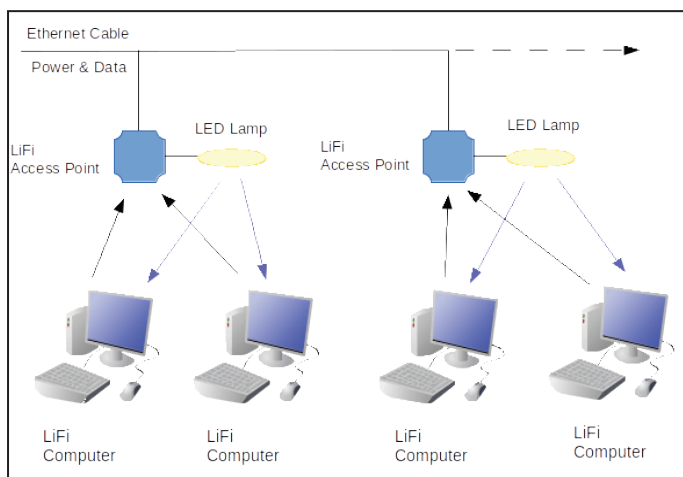 Ethernet Cable
Power & Data
LED Lamp
LED Lamp
LiFi
Access Point
LiFi
Access Point
LiFi
Computer
LiFi
Computer
LiFi
Computer
LiFi
Computer